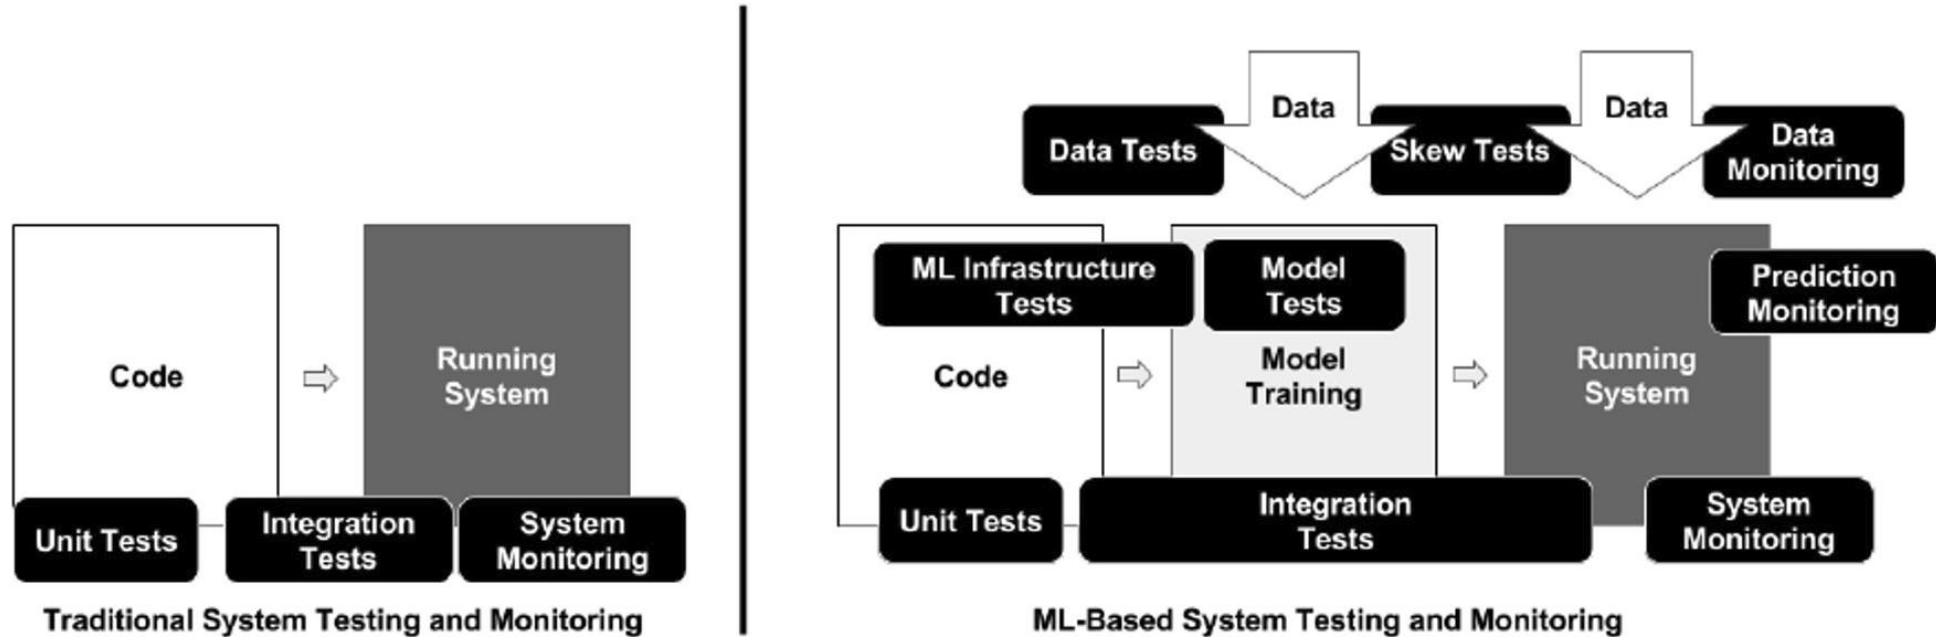 Code
Running
System
Unit Tests
Integration
Tests
System
Monitoring
Traditional System Testing and Monitoring
Data
Data
Data Tests
Skew Tests
Data
Monitoring
ML Infrastructure
Tests
Model
Tests
Prediction
Monitoring
Code
Model
Training
Running
System
Unit Tests
Integration
Tests
System
Monitoring
ML-Based System Testing and Monitoring